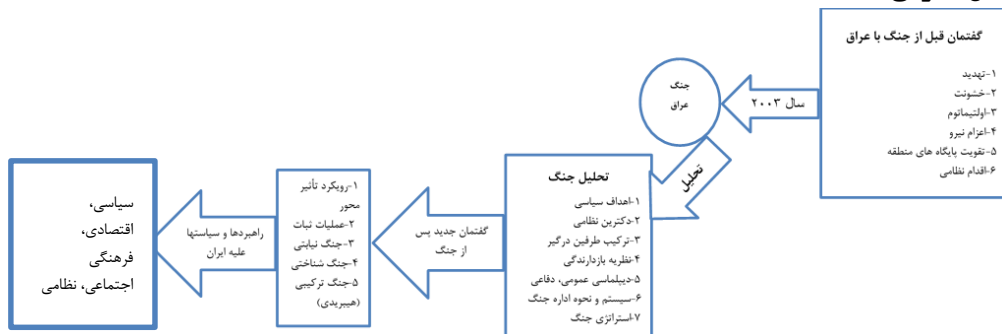 گفتمان قبل از جنگ با عراق
۱-تهدید
۲-خشونت
۳-اولتیماتوم
۴-اعزام نیرو
۵-تقویت پایگاه های منطقه
۶-اقدام نظامی
سال ۲۰۰۳
جنگ
عراق
تحلیل
تحلیل جنگ
۱-اهداف سیاسی
۲-دکترین نظامی
۳-ترکیب طرفین درگیر
۴-نظریه بازدارندگی
۵-دیپلماسی عمومی، دفاعی
۶-سیستم و نحوه اداره جنگ
۷-استراتژی جنگ
گفتمان جدید پس
از جنگ
۱-رویکرد تأثیر
محور
۲-عملیات ثبات
۳-جنگ نیابتی
۴-جنگ شناختی
۵-جنگ ترکیبی
(هیبریدی)
راهبردها و سیاستها
علیه ایران
سیاسی،
اقتصادی،
فرهنگی
اجتماعی، نظامی